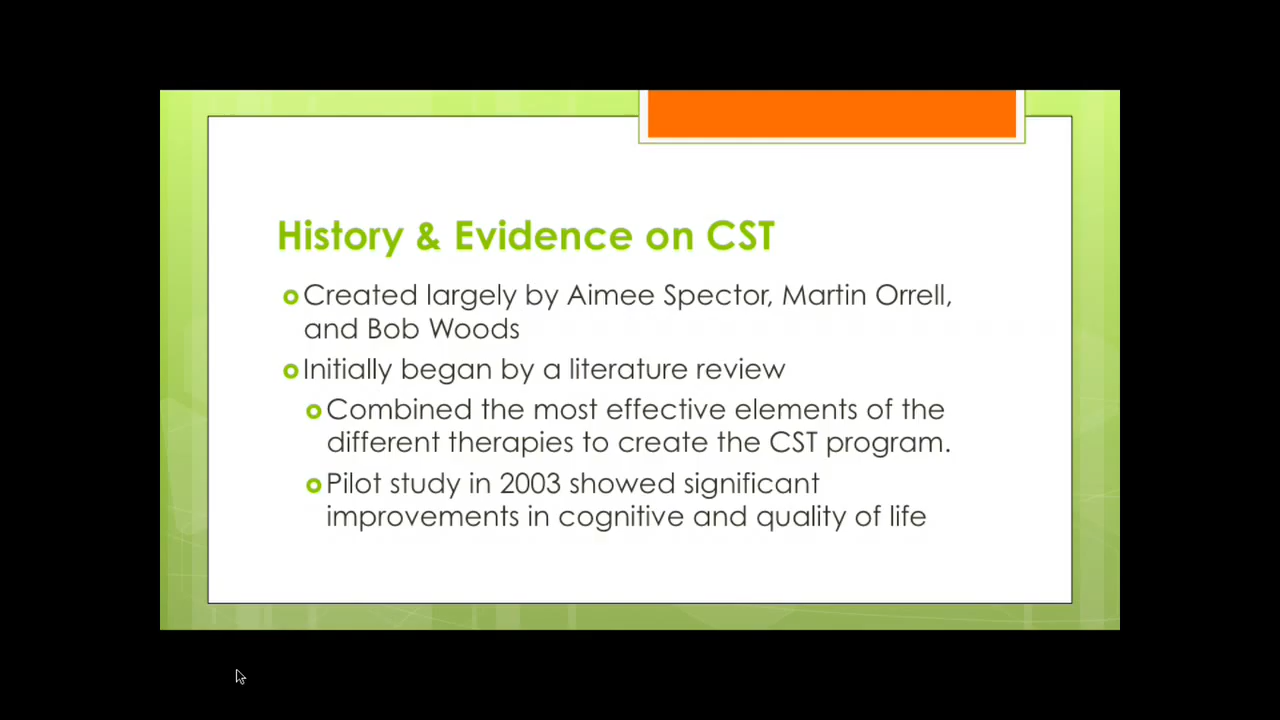 History & Evidence on CST
Created largely by Aimee Spector, Martin Orrell,
and Bob Woods
Initially began by a literature review
Combined the most effective elements of the
different therapies to create the CST program.
Pilot study in 2003 showed significant
improvements in cognitive and quality of life